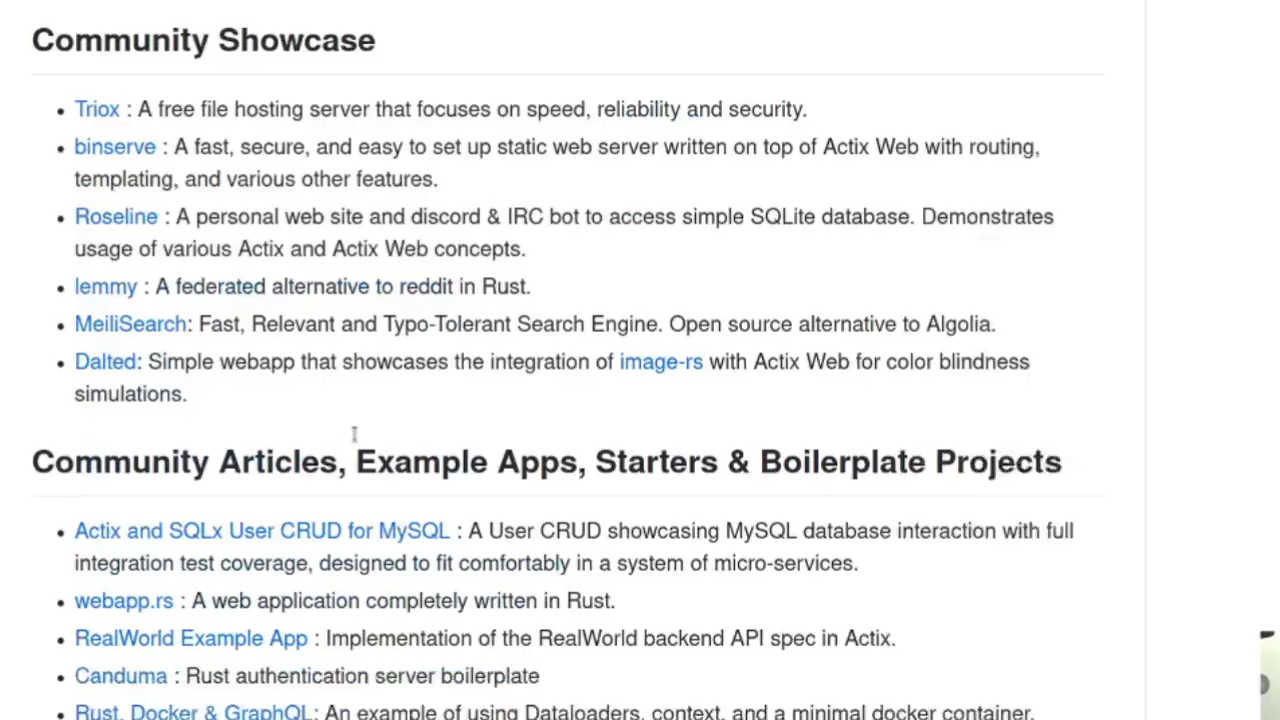 Community Showcase
Triox : A free file hosting server that focuses on speed, reliability and security.
binserve : A fast, secure, and easy to set up static web server written on top of Actix Web with routing,
templating, and various other features.
Roseline : A personal web site and discord & IRC bot to access simple SQLite database. Demonstrates
usage of various Actix and Actix Web concepts.
lemmy : A federated alternative to reddit in Rust.
MeiliSearch: Fast, Relevant and Typo-Tolerant Search Engine. Open source alternative to Algolia.
Dalted: Simple webapp that showcases the integration of image-rs with Actix Web for color blindness
simulations.
Community Articles, Example Apps, Starters & Boilerplate Projects
Actix and SQLx User CRUD for MySQL : A User CRUD showcasing MySQL database interaction with full
integration test coverage, designed to fit comfortably in a system of micro-services.
webapp.rs : A web application completely written in Rust.
RealWorld Example App : Implementation of the RealWorld backend API spec in Actix.
Canduma : Rust authentication server boilerplate
Rust, Docker & GraphQL: An example of using Dataloaders, context, and a minimal docker container.